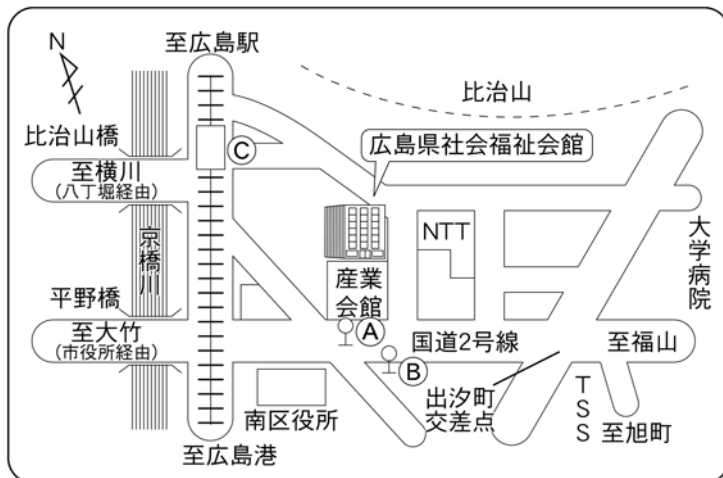 N
至広島駅
比治山
比治山橋
広島県社会福祉会館
至横川
(八丁堀経由)
C
京橋川
NTT
大学病院
産業
会館
平野橋
至大竹
(市役所経由)
A
B
国道2号線
至福山
出汐町
交差点
TSS
南区役所
至旭町
至広島港